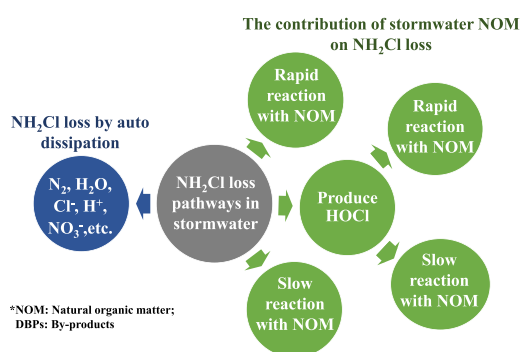 The contribution of stormwater NOM
on NH₂Cl loss
Rapid
reaction
with NOM
Rapid
reaction
with NOM
NH₂Cl loss by auto
dissipation
N₂, H₂O,
Cl⁻, H⁺,
NO₃⁻,etc.
NH₂Cl loss
pathways in
stormwater
Produce
HOCl
Slow
reaction
with NOM
Slow
reaction
with NOM
*NOM: Natural organic matter;
DBPs: By-products